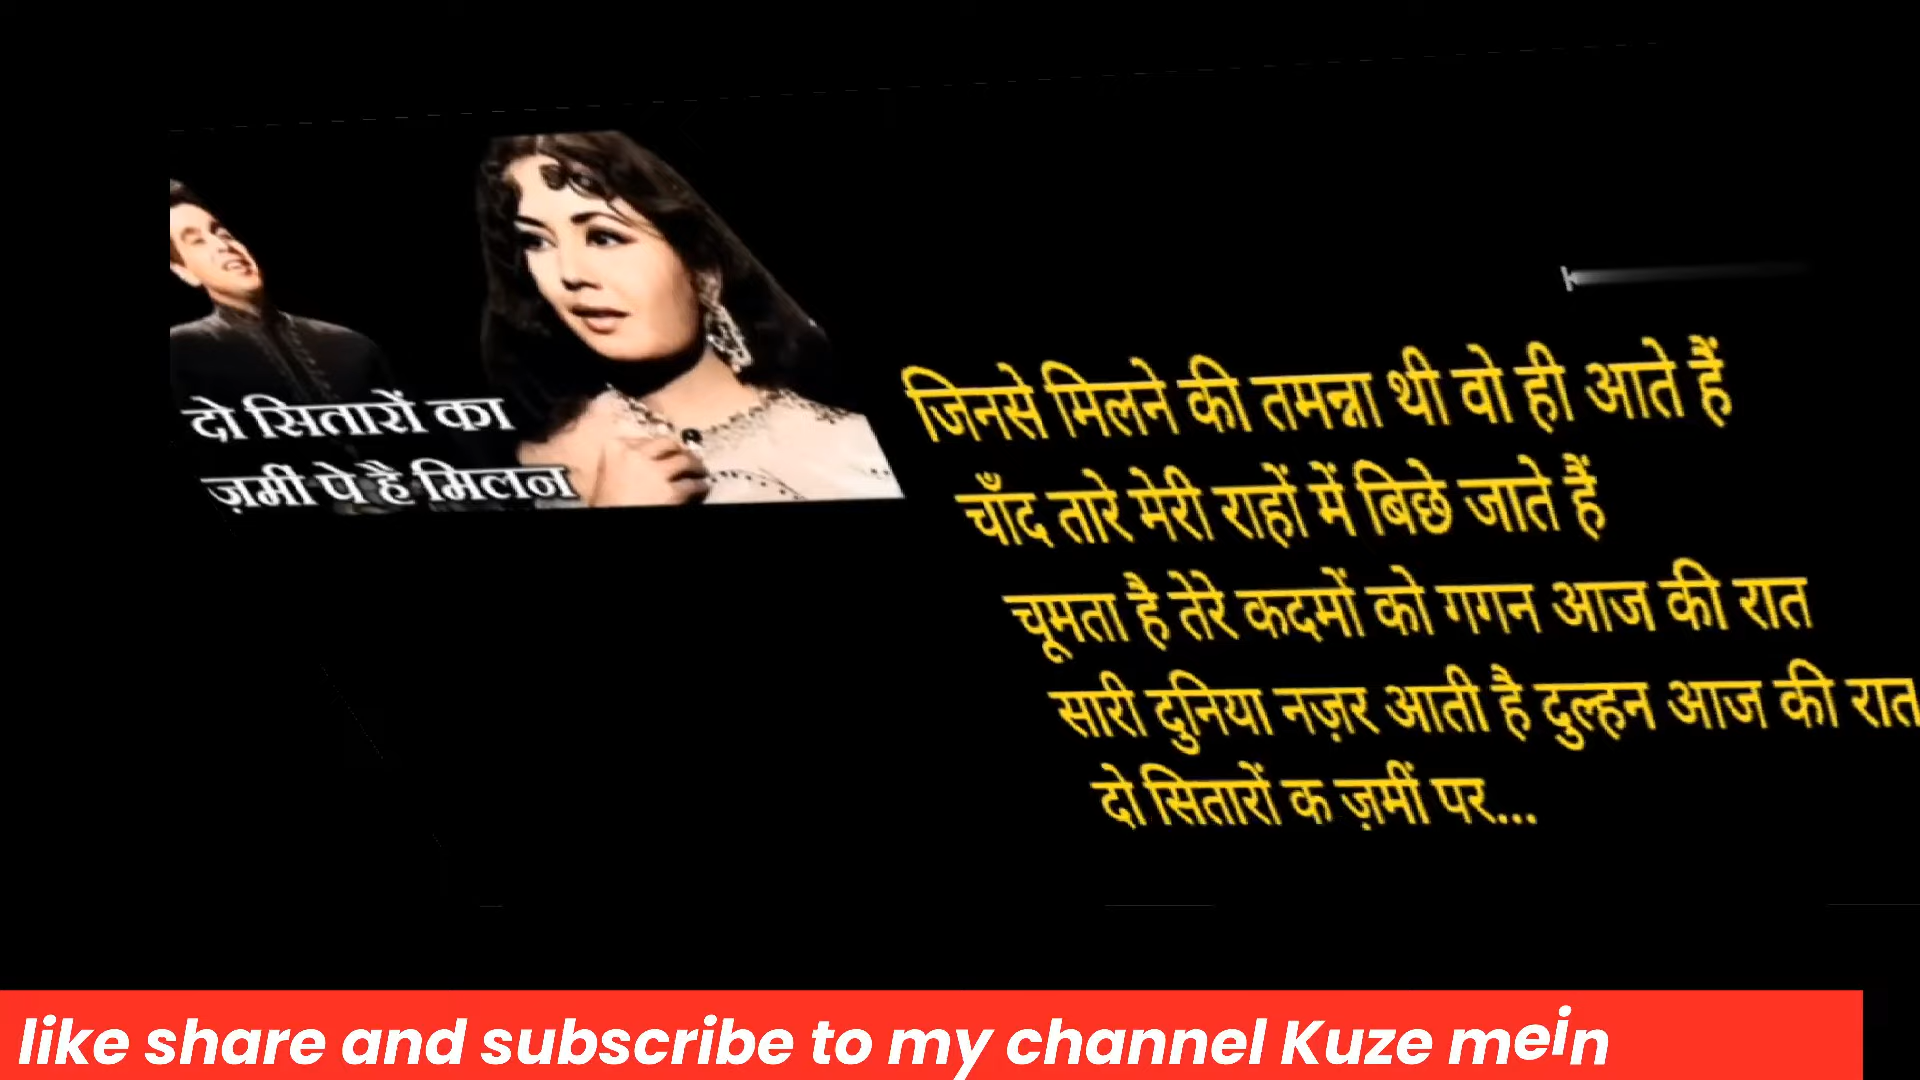 दो सितारों का
ज़मीं पे है मिलन
जिनसे मिलने की तमन्ना थी वो ही आते हैं
चाँद तारे मेरी राहों में बिछे जाते हैं
चूमता है तेरे कदमों को गगन आज की रात
सारी दुनिया नज़र आती है दुल्हन आज की रात
दो सितारों क ज़मीं पर...
like share and subscribe to my channel Kuze mein